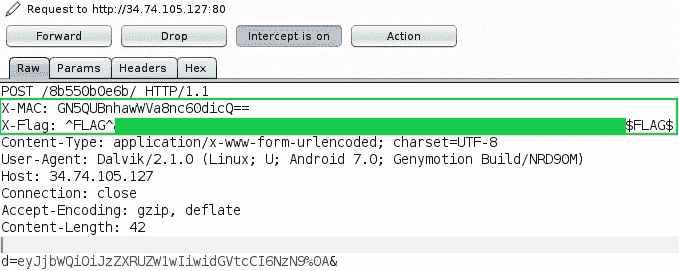 Request to http://34.74.105.127:80
Forward Drop Intercept is on Action
Raw Params Headers Hex
POST /8b550b0e6b/ HTTP/1.1
X-MAC: GN5QUBnhawWVa8nc60dicQ==
X-Flag: ^FLAG^ $FLAG$
Content-Type: application/x-www-form-urlencoded; charset=UTF-8
User-Agent: Dalvik/2.1.0 (Linux; U; Android 7.0; Genymotion Build/NRD90M)
Host: 34.74.105.127
Connection: close
Accept-Encoding: gzip, deflate
Content-Length: 42
d=eyJjbWQiOiJzZXRUZW1wIiwidGVtcCI6NzN9%0A&